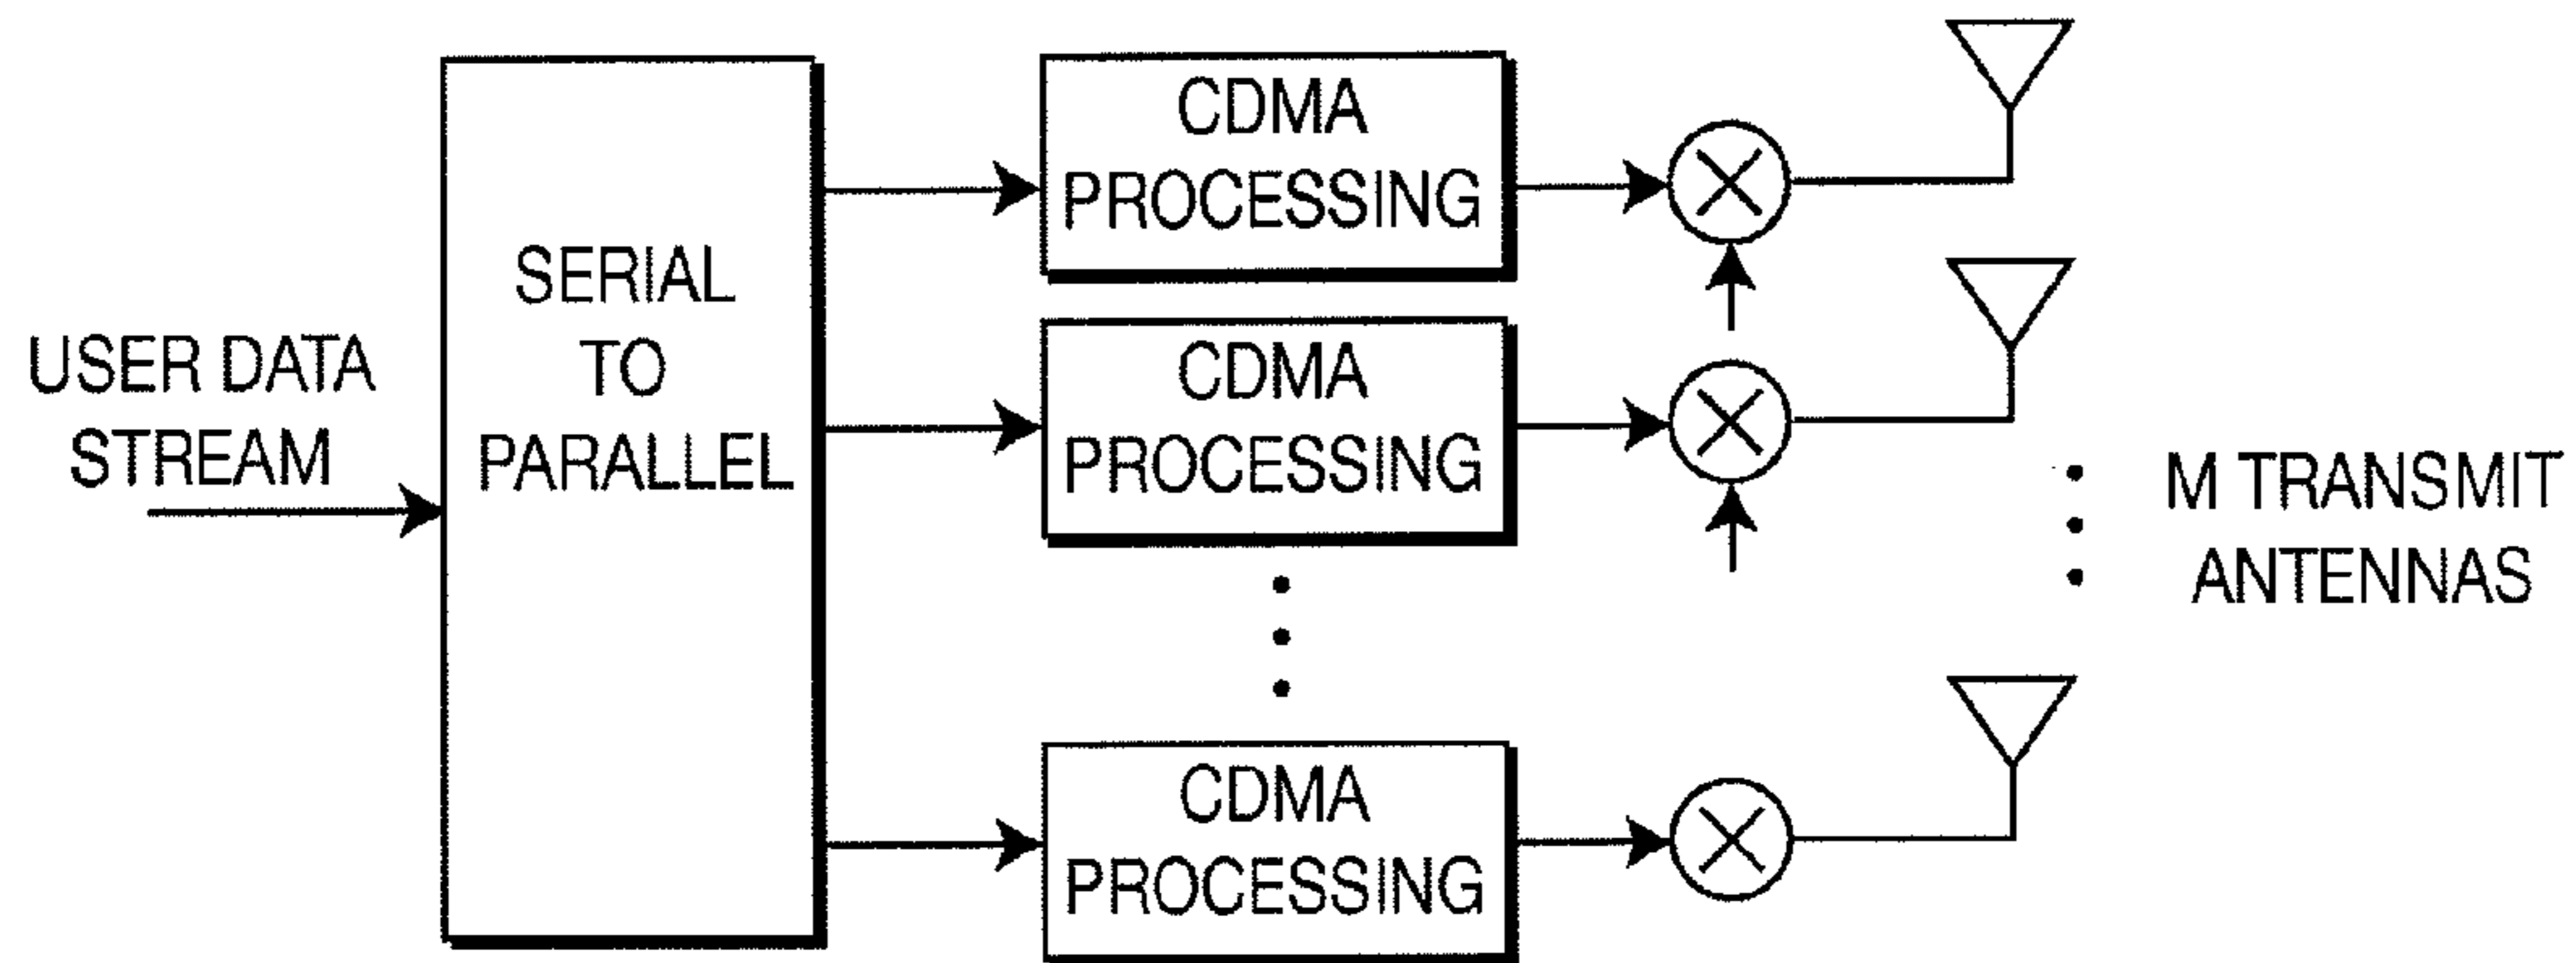 USER DATA
STREAM
SERIAL
TO
PARALLEL
CDMA
PROCESSING
CDMA
PROCESSING
CDMA
PROCESSING
M TRANSMIT
ANTENNAS